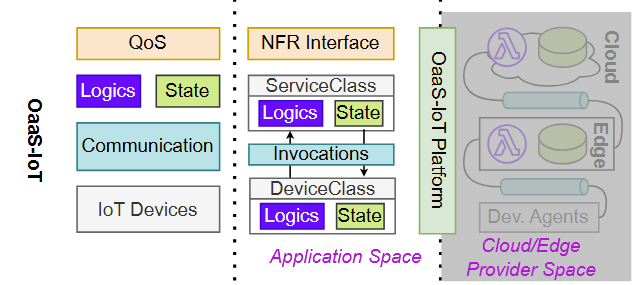 OaaS-IoT
QoS
Logics
State
Communication
IoT Devices
NFR Interface
ServiceClass
Logics
State
Invocations
DeviceClass
Logics
State
Application Space
OaaS-IoT Platform
λ
Cloud
λ
Edge
Dev. Agents
Cloud/Edge
Provider Space